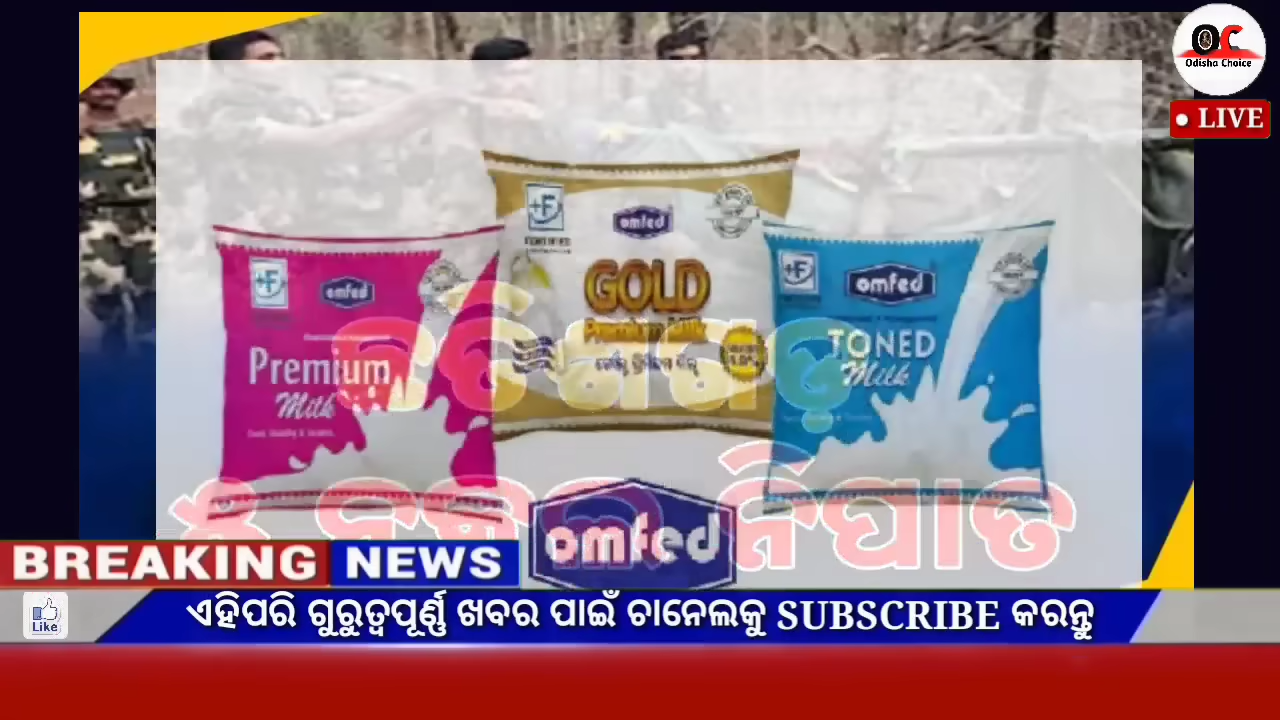 OC
Odisha Choice
• LIVE
+F
omfed
GOLD
Premium Milk
+F
omfed
Premium
Milk
+F
omfed
TONED
Milk
ନିପାତ
omfed
BREAKING NEWS
Like
ଏହିପରି ଗୁରୁତ୍ୱପୂର୍ଣ୍ଣ ଖବର ପାଇଁ ଚାନେଲକୁ SUBSCRIBE କରନ୍ତୁ